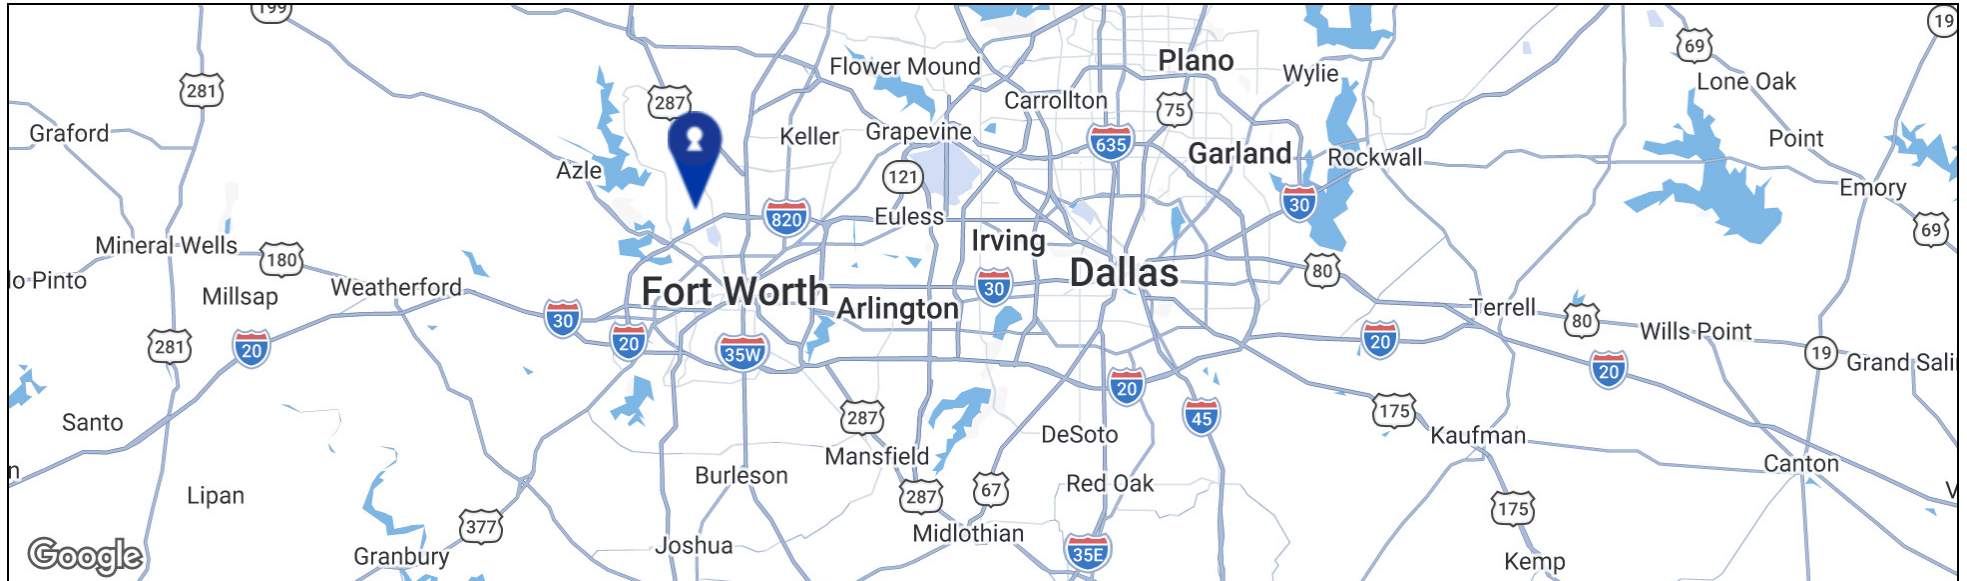 199
19
69
Flower Mound
Plano
Wylie
Lone Oak
281
287
Carrollton
75
Graford
Keller
Grapevine
635
Garland
Rockwall
Point
Azle
121
Emory
820
Euless
30
69
Mineral Wells
180
Irving
Dallas
80
lo Pinto
Millsap
Weatherford
Fort Worth
30
Arlington
Terrell
80
Wills Point
30
281
20
20
35W
20
19
Grand Sali
20
20
Santo
287
45
175
DeSoto
Kaufman
n
Mansfield
Canton
Burleson
Red Oak
Lipan
287
67
V
175
377
Midlothian
Google
Granbury
Joshua
35E
Kemp